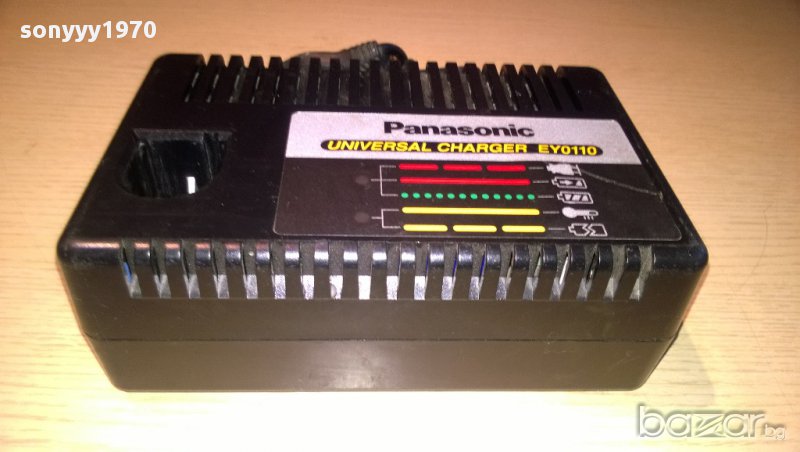 sonyyy1970
Panasonic
UNIVERSAL CHARGER EY0110
bazar.bg